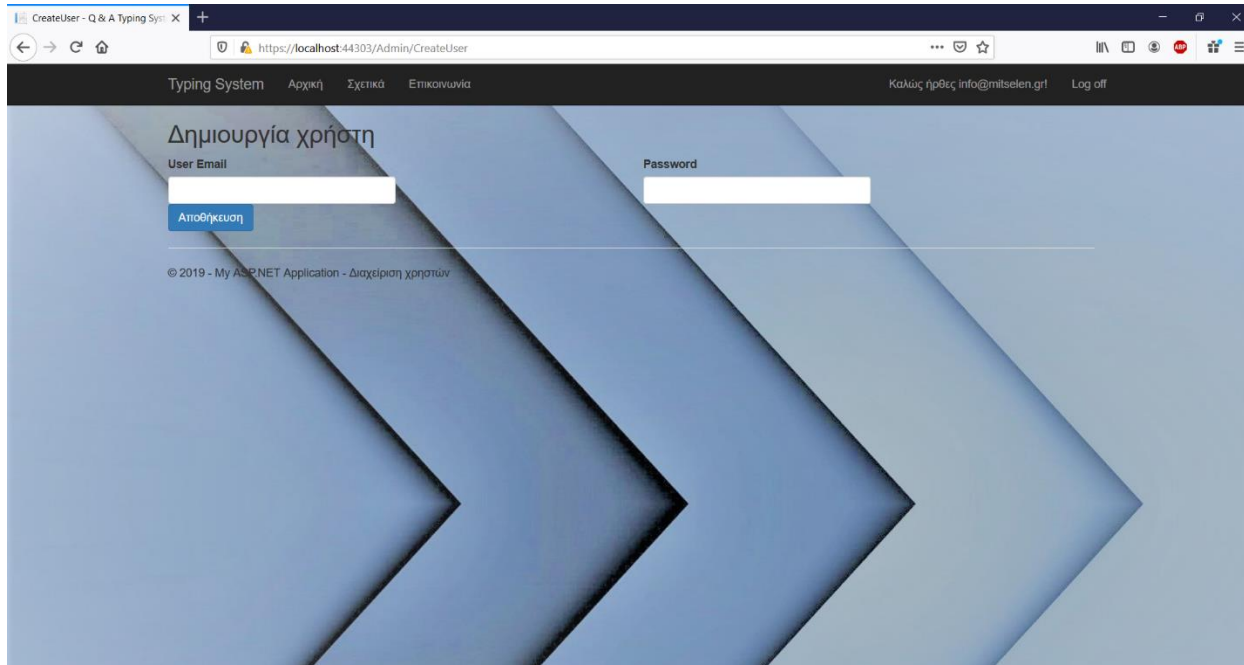 CreateUser - Q & A Typing Syst
https://localhost:44303/Admin/CreateUser
ABP
Typing System Αρχική Σχετικά Επικοινωνία Καλώς ήρθες info@mitselen.gr! Log off
Δημιουργία χρήστη
User Email Password
Αποθήκευση
© 2019 - My ASP.NET Application - Διαχείριση χρηστών